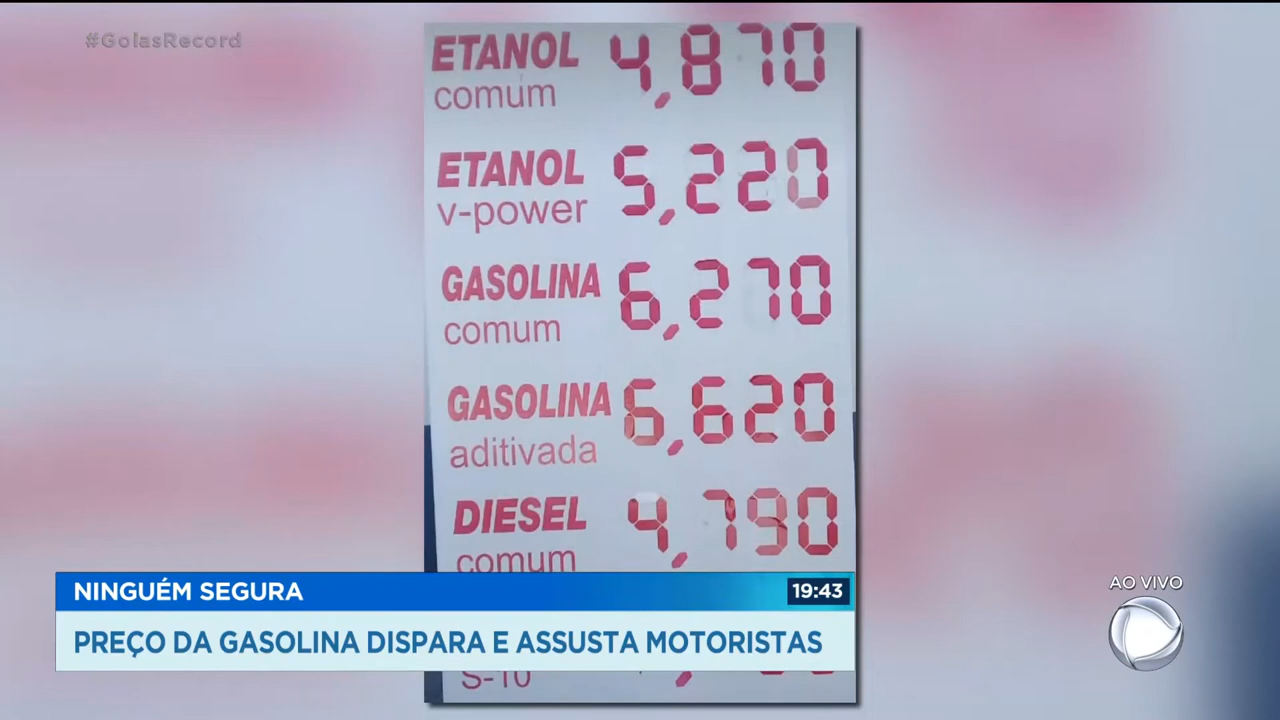 #GoiasRecord
ETANOL 4,870
comum
ETANOL 5,220
v-power
GASOLINA 6,270
comum
GASOLINA 6,620
aditivada
DIESEL 4,790
comum
NINGUÉM SEGURA 19:43
PREÇO DA GASOLINA DISPARA E ASSUSTA MOTORISTAS
AO VIVO
S-10